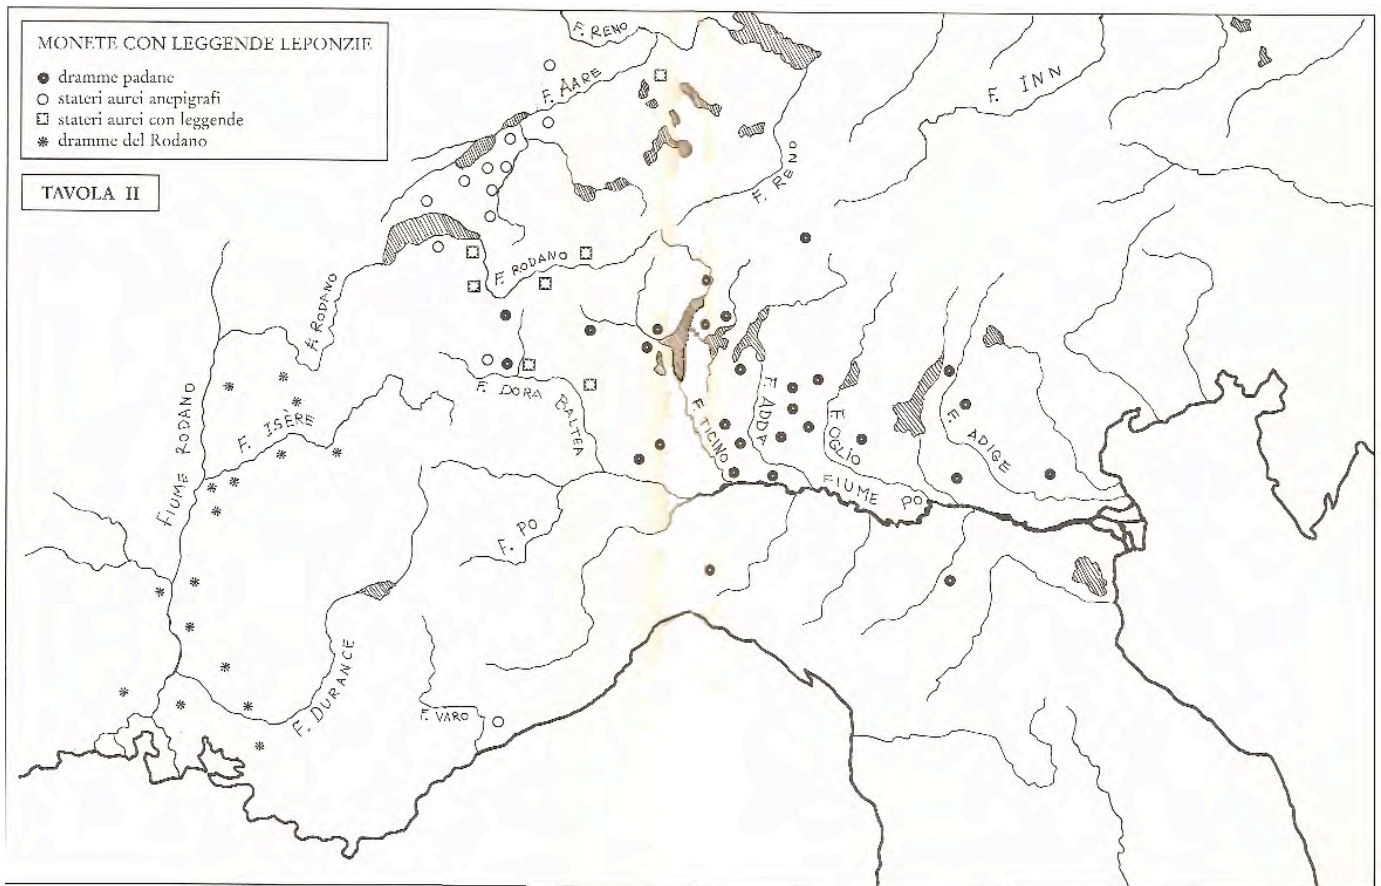 MONETE CON LEGGENDE LEPONZIE
dramme padane
stateri aurei anepigrafi
stateri aurei con leggende
dramme del Rodano
TAVOLA II
F. RENO
F. AARE
F. INN
F. RENO
F. RODANO
F. RODANO
FIUME RODANO
F. ISÈRE
F. DORA BALTEA
F. TICINO
F. ADDA
F. OGLIO
F. ADIGE
FIUME PO
F. PO
F. DURANCE
F. VARO